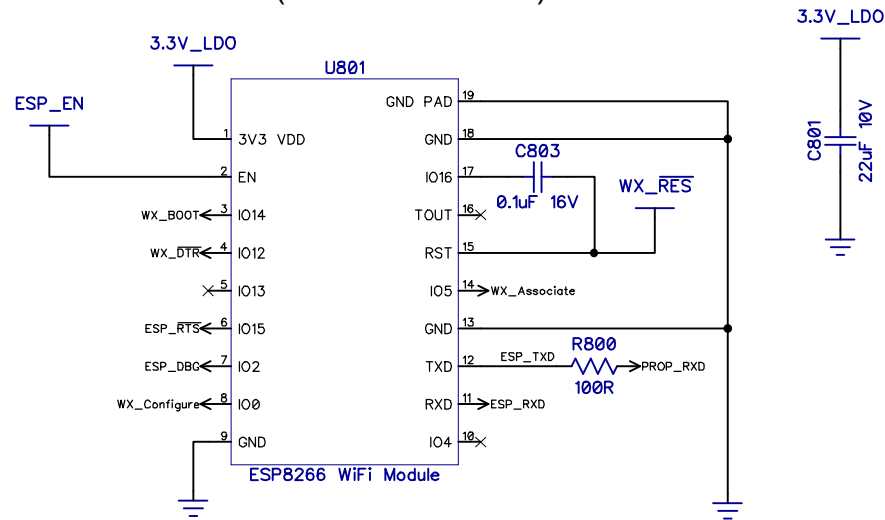 3.3V_LDO
3.3V_LDO
U801
ESP_EN
GND PAD 19
1 3V3 VDD
GND 18
C803
C801
22uF 10V
2 EN
IO16 17
0.1uF 16V
WX_RES
WX_BOOT 3 IO14
TOUT 16
WX_DTR 4 IO12
RST 15
5 IO13
IO5 14 WX_Associate
ESP_RTS 6 IO15
GND 13
R800
ESP_DBG 7 IO2
TXD 12 ESP_TXD PROP_RXD
100R
WX_Configure 8 IO0
RXD 11 ESP_RXD
9 GND
IO4 10
ESP8266 WiFi Module